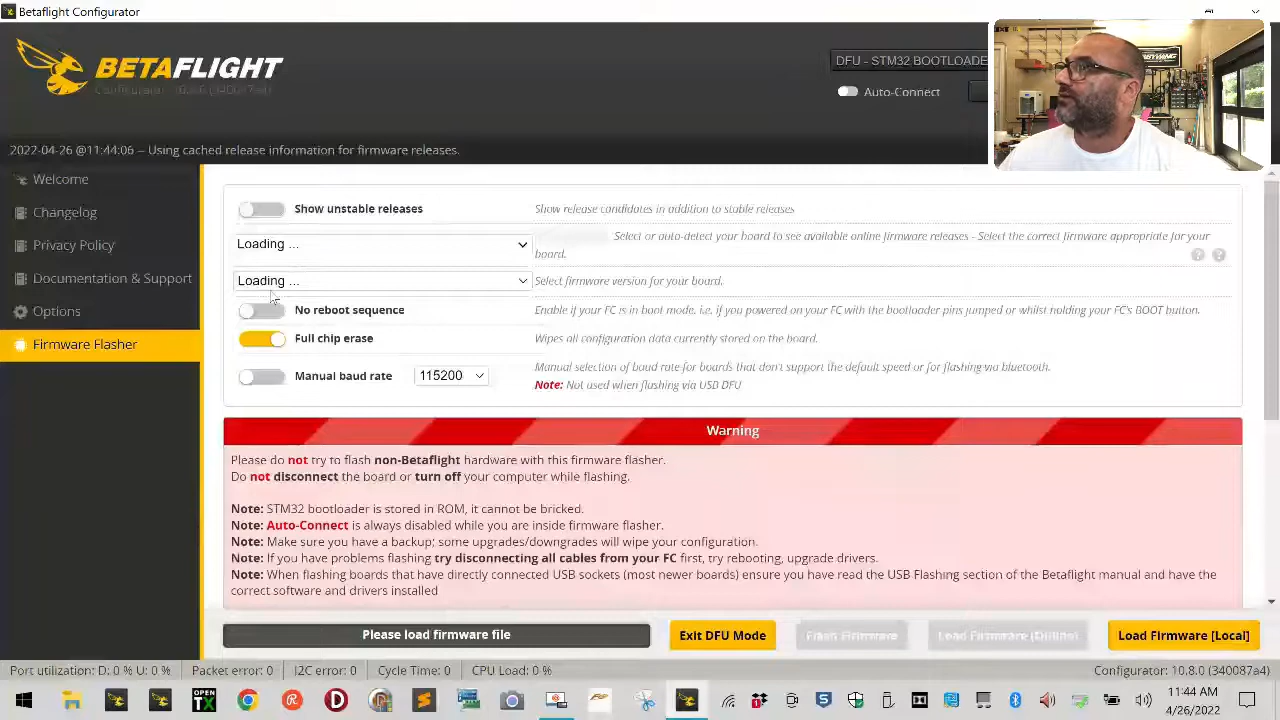 Betaflight Configurator
BETAFLIGHT
DFU - STM32 BOOTLOADE
Auto-Connect
2022-04-26 @11:44:06 -- Using cached release information for firmware releases.
Welcome
Changelog
Privacy Policy
Documentation & Support
Options
Firmware Flasher
Show unstable releases
Show release candidates in addition to stable releases
Loading ...
Select or auto-detect your board to see available online firmware releases - Select the correct firmware appropriate for your
board.
Loading ...
Select firmware version for your board.
No reboot sequence
Enable if your FC is in boot mode. i.e. if you powered on your FC with the bootloader pins jumped or whilst holding your FC's BOOT button.
Full chip erase
Wipes all configuration data currently stored on the board.
Manual baud rate
115200
Manual selection of baud rate for boards that don't support the default speed or for flashing via bluetooth.
Note: Not used when flashing via USB DFU
Warning
Please do not try to flash non-Betaflight hardware with this firmware flasher.
Do not disconnect the board or turn off your computer while flashing.
Note: STM32 bootloader is stored in ROM, it cannot be bricked.
Note: Auto-Connect is always disabled while you are inside firmware flasher.
Note: Make sure you have a backup; some upgrades/downgrades will wipe your configuration.
Note: If you have problems flashing try disconnecting all cables from your FC first, try rebooting, upgrade drivers.
Note: When flashing boards that have directly connected USB sockets (most newer boards) ensure you have read the USB Flashing section of the Betaflight manual and have the
correct software and drivers installed
Please load firmware file
Exit DFU Mode
Flash Firmware
Load Firmware [Online]
Load Firmware [Local]
Port utilization: D: 0 % U: 0 %
Packet error: 0
I2C error: 0
Cycle Time: 0
CPU Load: 0 %
Configurator: 10.8.0 (340087a4)
OPEN
TX
11:44 AM
4/26/2022